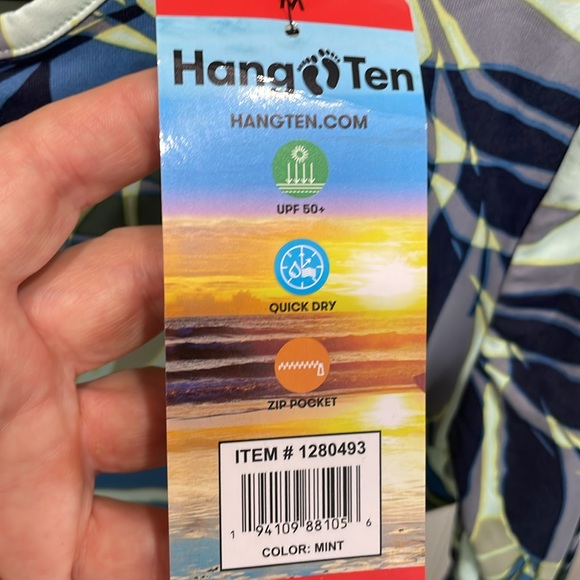 M
Hang Ten
HANGTEN.COM
UPF 50+
QUICK DRY
ZIP POCKET
ITEM # 1280493
1 94109 88105 6
COLOR: MINT